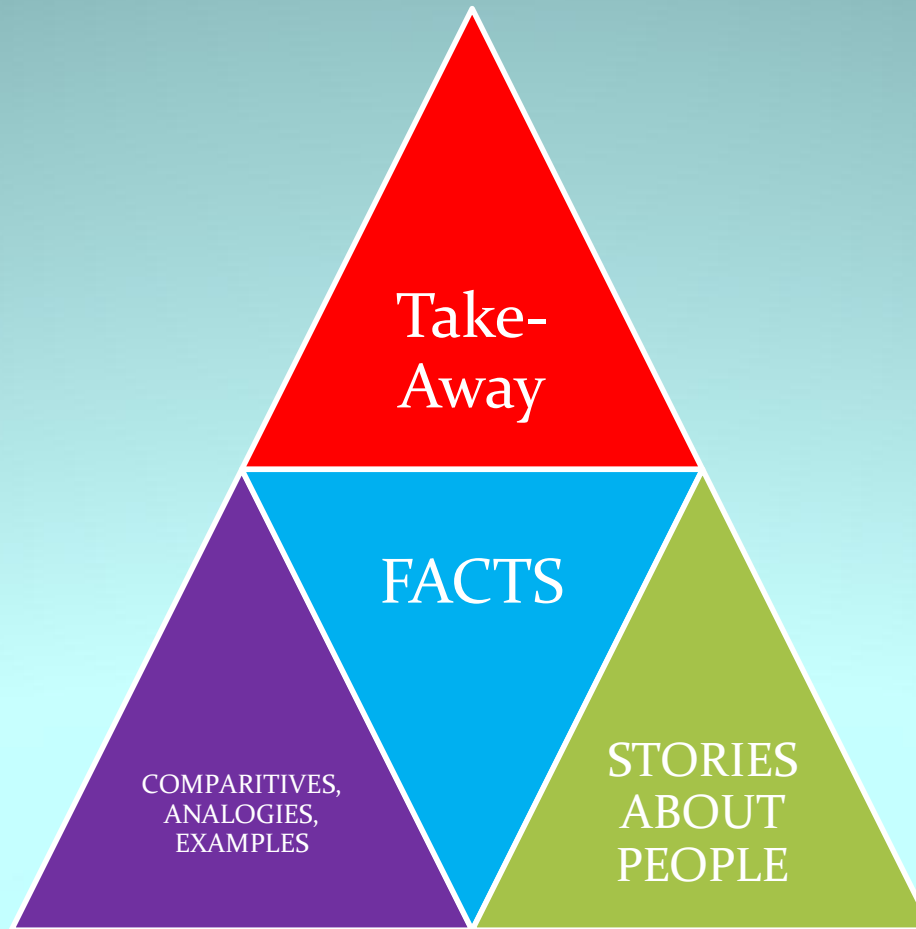 Take-
Away
FACTS
COMPARITIVES,
ANALOGIES,
EXAMPLES
STORIES
ABOUT
PEOPLE